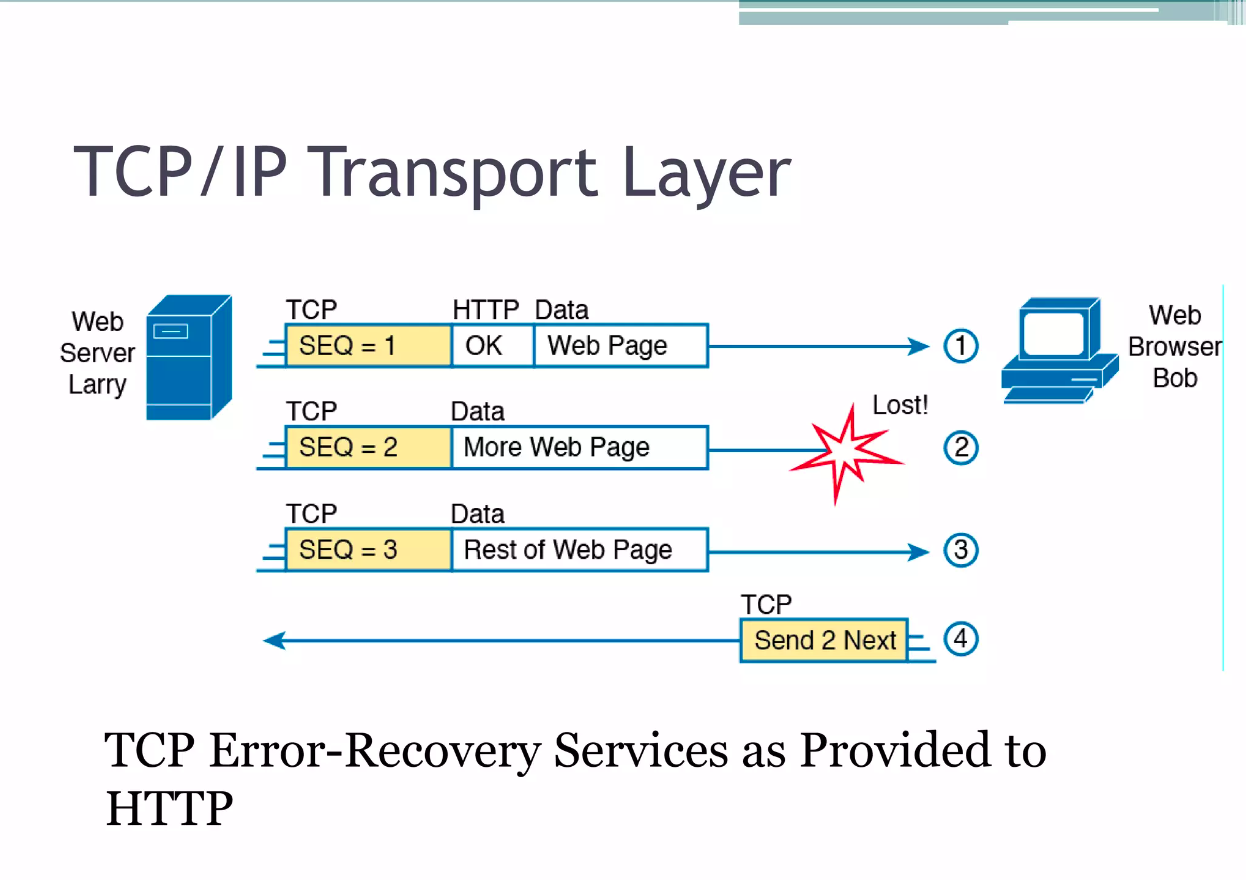 TCP/IP Transport Layer
Web
Server
Larry
TCP HTTP Data
SEQ = 1 OK Web Page
1
Web
Browser
Bob
Lost!
TCP Data
SEQ = 2 More Web Page
2
TCP Data
SEQ = 3 Rest of Web Page
3
TCP
Send 2 Next
4
TCP Error-Recovery Services as Provided to
HTTP